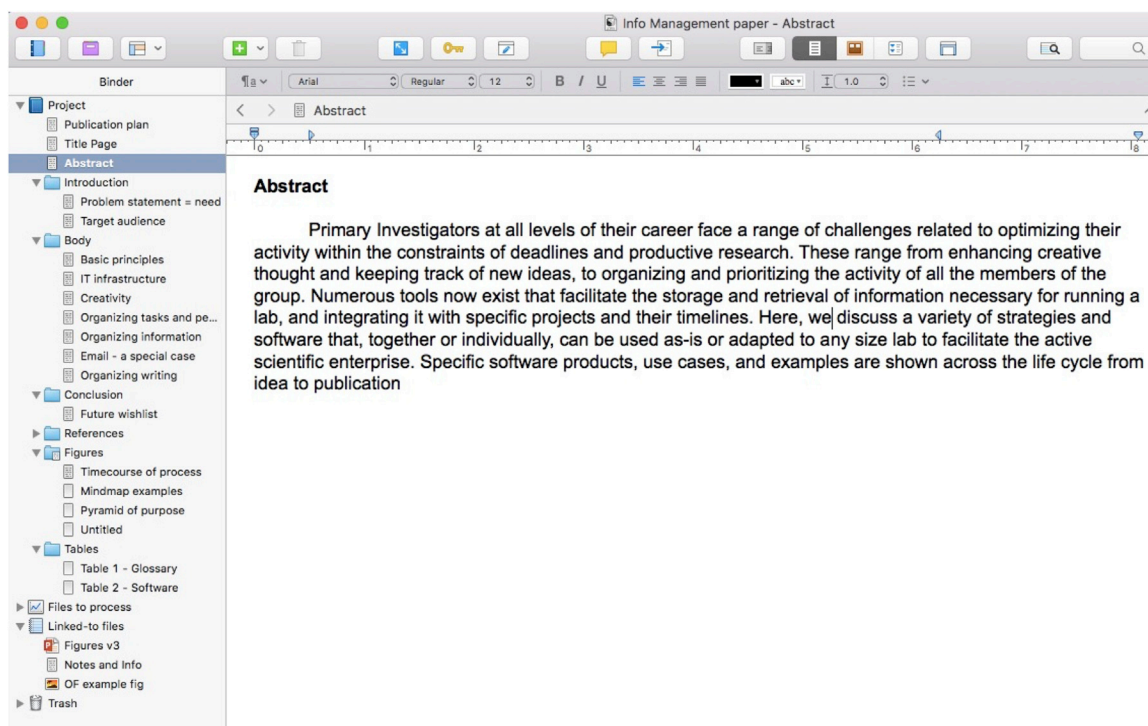 Info Management paper - Abstract
Binder
¶a
Arial
Regular
12
B I U
abc
1.0
Project
Publication plan
Title Page
Abstract
Introduction
Problem statement = need
Target audience
Body
Basic principles
IT infrastructure
Creativity
Organizing tasks and pe...
Organizing information
Email - a special case
Organizing writing
Conclusion
Future wishlist
References
Figures
Timecourse of process
Mindmap examples
Pyramid of purpose
Untitled
Tables
Table 1 - Glossary
Table 2 - Software
Files to process
Linked-to files
Figures v3
Notes and Info
OF example fig
Trash
Abstract
0 1 2 3 4 5 6 7 8
Abstract
Primary Investigators at all levels of their career face a range of challenges related to optimizing their
activity within the constraints of deadlines and productive research. These range from enhancing creative
thought and keeping track of new ideas, to organizing and prioritizing the activity of all the members of the
group. Numerous tools now exist that facilitate the storage and retrieval of information necessary for running a
lab, and integrating it with specific projects and their timelines. Here, we discuss a variety of strategies and
software that, together or individually, can be used as-is or adapted to any size lab to facilitate the active
scientific enterprise. Specific software products, use cases, and examples are shown across the life cycle from
idea to publication